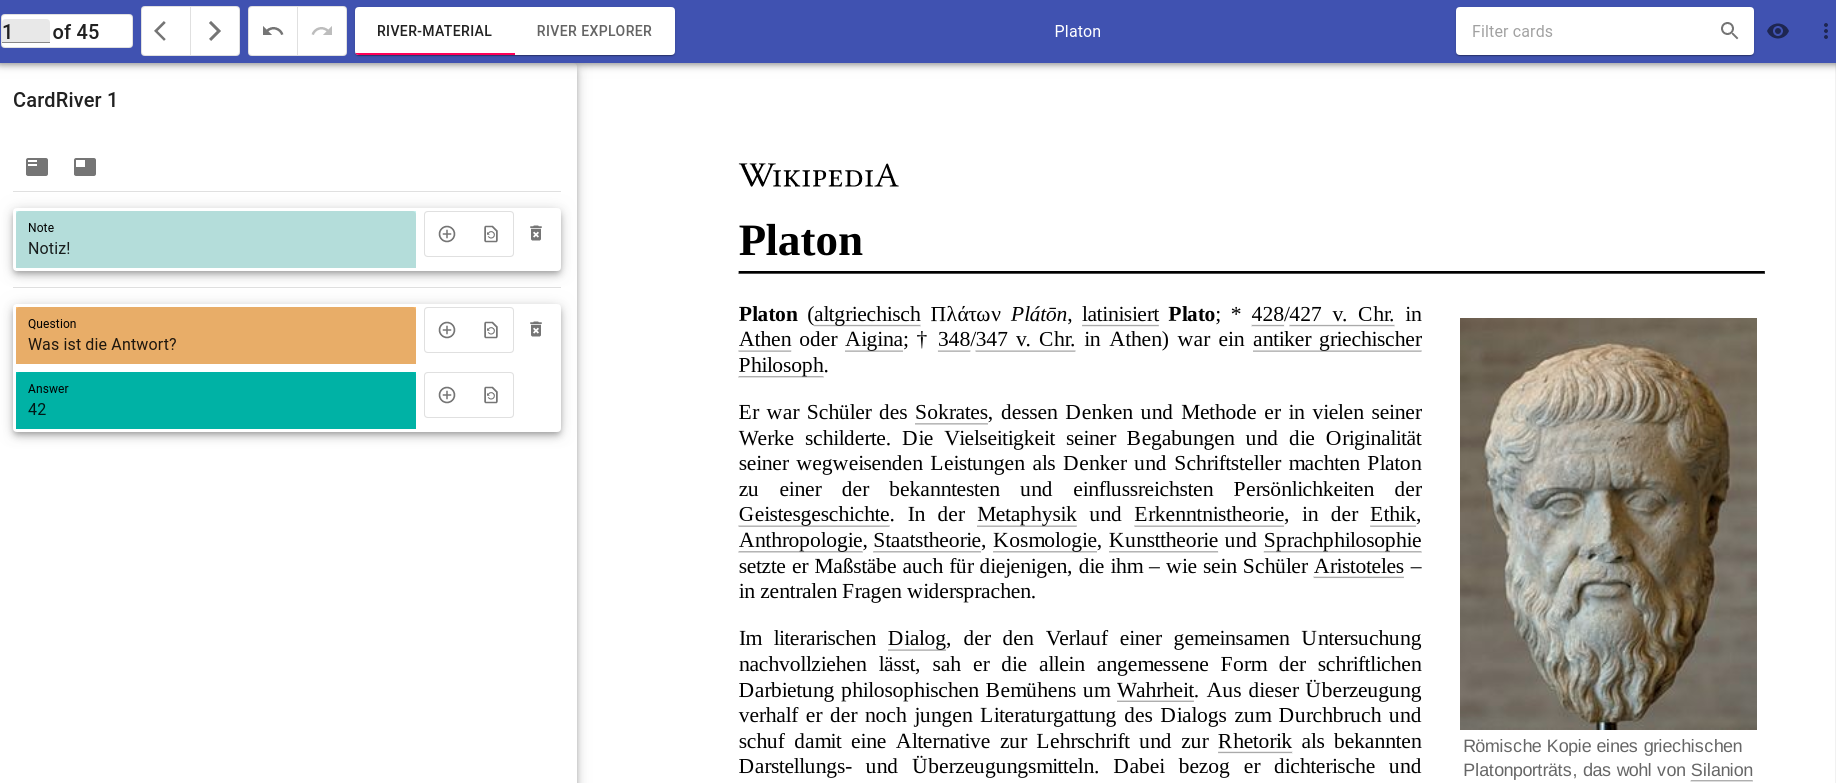 1 of 45
RIVER-MATERIAL
RIVER EXPLORER
Platon
Filter cards
CardRiver 1
Note
Notiz!
Question
Was ist die Antwort?
Answer
42
WIKIPEDIA
Platon
Platon (altgriechisch Πλάτων Plátōn, latinisiert Plato; * 428/427 v. Chr. in
Athen oder Aigina; † 348/347 v. Chr. in Athen) war ein antiker griechischer
Philosoph.
Er war Schüler des Sokrates, dessen Denken und Methode er in vielen seiner
Werke schilderte. Die Vielseitigkeit seiner Begabungen und die Originalität
seiner wegweisenden Leistungen als Denker und Schriftsteller machten Platon
zu einer der bekanntesten und einflussreichsten Persönlichkeiten der
Geistesgeschichte. In der Metaphysik und Erkenntnistheorie, in der Ethik,
Anthropologie, Staatstheorie, Kosmologie, Kunsttheorie und Sprachphilosophie
setzte er Maßstäbe auch für diejenigen, die ihm – wie sein Schüler Aristoteles –
in zentralen Fragen widersprachen.
Im literarischen Dialog, der den Verlauf einer gemeinsamen Untersuchung
nachvollziehen lässt, sah er die allein angemessene Form der schriftlichen
Darbietung philosophischen Bemühens um Wahrheit. Aus dieser Überzeugung
verhalf er der noch jungen Literaturgattung des Dialogs zum Durchbruch und
schuf damit eine Alternative zur Lehrschrift und zur Rhetorik als bekannten
Darstellungs- und Überzeugungsmitteln. Dabei bezog er dichterische und
Römische Kopie eines griechischen
Platonporträts, das wohl von Silanion